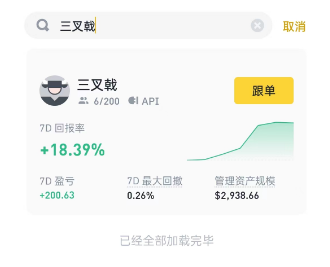 三叉戟
取消
三叉戟
6/200 API
跟单
7D 回报率
+18.39%
7D 盈亏 7D 最大回撤 管理资产规模
+200.63 0.26% $2,938.66
已经全部加载完毕